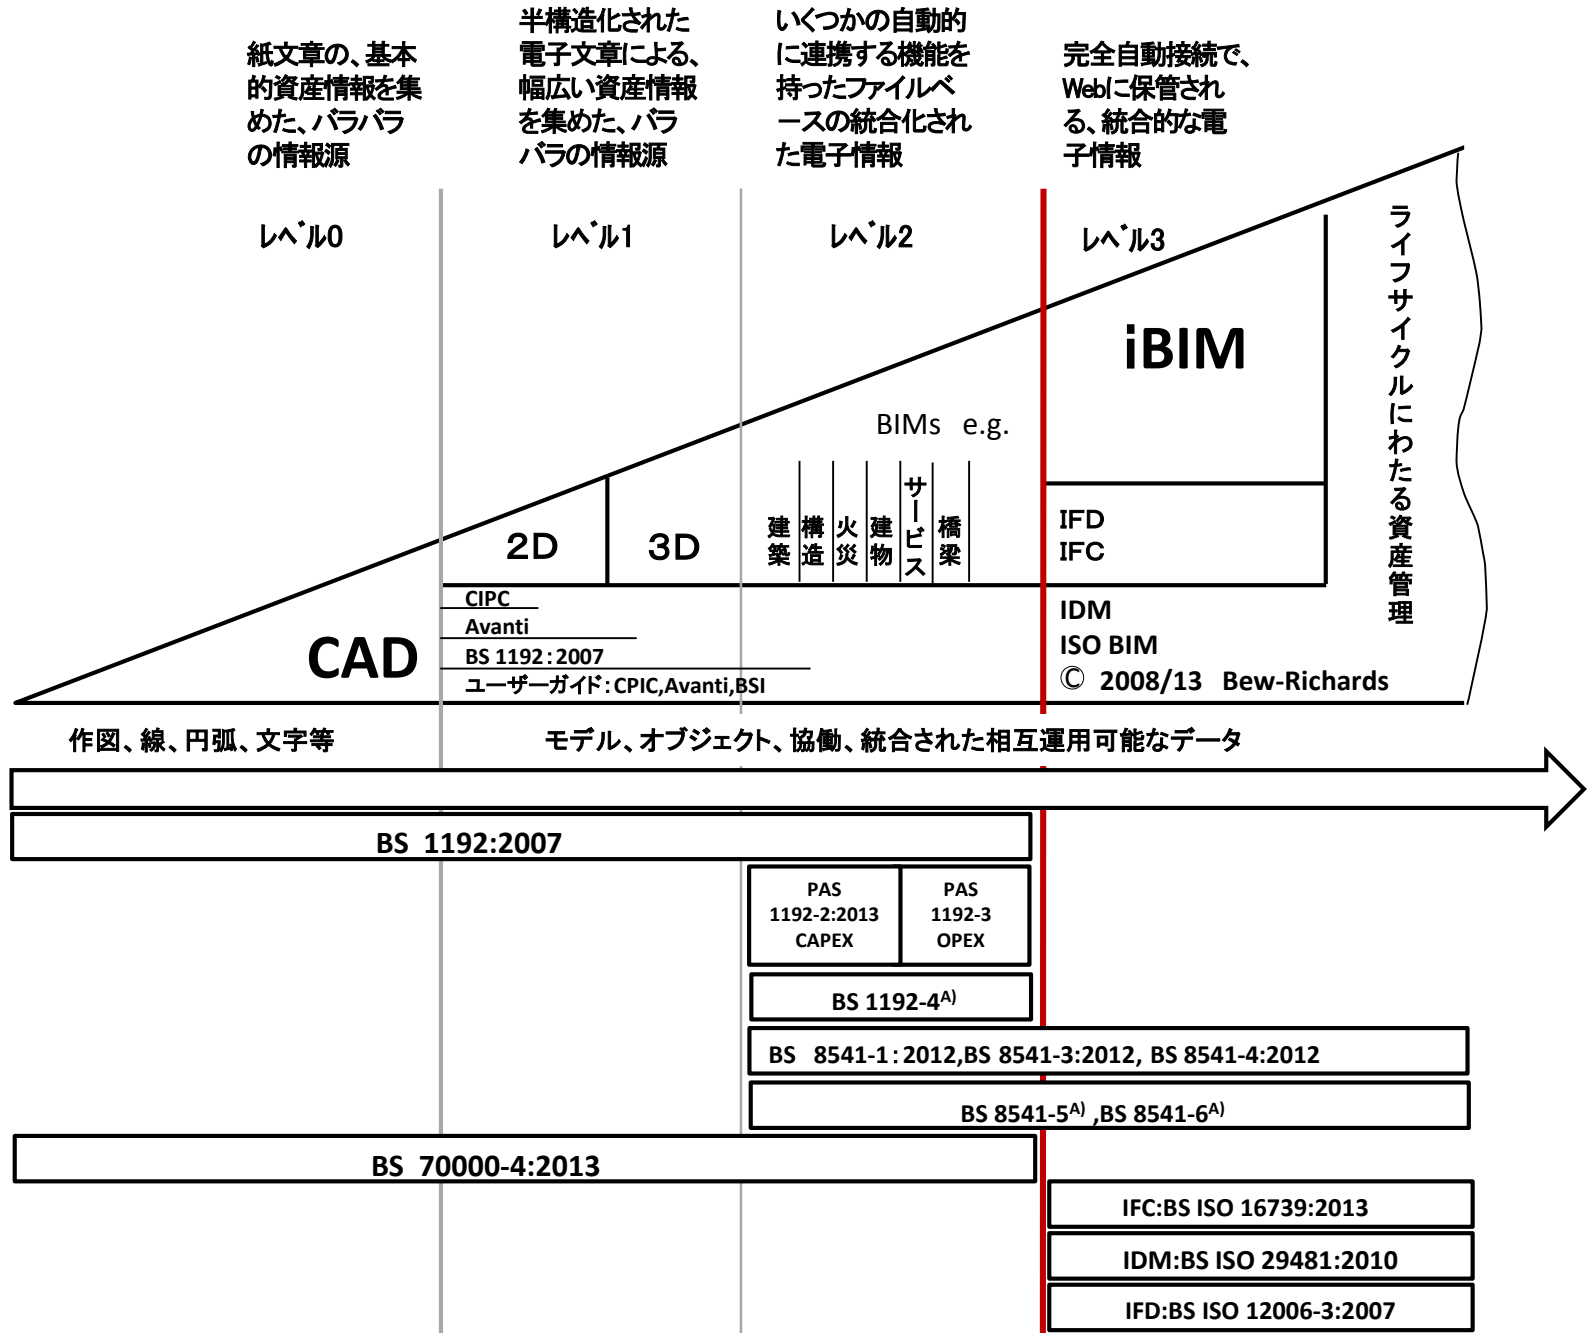 紙文章の、基本
的資産情報を集
めた、バラバラ
の情報源
半構造化された
電子文章による、
幅広い資産情報
を集めた、バラ
バラの情報源
いくつかの自動的
に連携する機能を
持ったファイルベ
ースの統合化され
た電子情報
完全自動接続で、
Webに保管され
る、統合的な電
子情報
レベル0
レベル1
レベル2
レベル3
ライフサイクルにわたる資産管理
iBIM
BIMs e.g.
2D
3D
建築
構造
火災
建物
サービス
橋梁
IFD
IFC
CAD
CIPC
Avanti
BS 1192：2007
ユーザーガイド：CPIC,Avanti,BSI
IDM
ISO BIM
Ⓒ 2008/13 Bew-Richards
作図、線、円弧、文字等
モデル、オブジェクト、協働、統合された相互運用可能なデータ
BS 1192:2007
PAS
1192-2:2013
CAPEX
PAS
1192-3
OPEX
BS 1192-4A)
BS 8541-1：2012,BS 8541-3:2012, BS 8541-4:2012
BS 8541-5A) ,BS 8541-6A)
BS 70000-4:2013
IFC:BS ISO 16739:2013
IDM:BS ISO 29481:2010
IFD:BS ISO 12006-3:2007